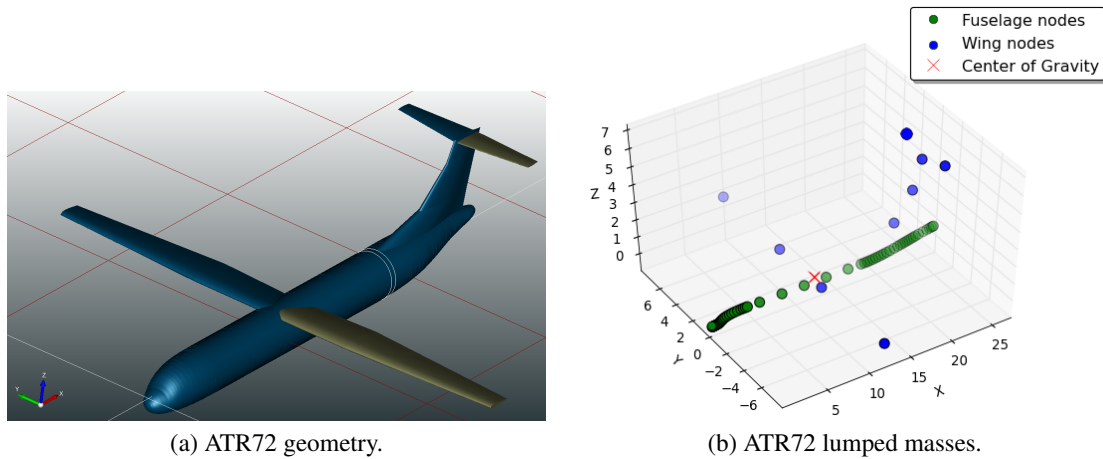 Fuselage nodes
Wing nodes
Center of Gravity
7
6
5
4
3
2
1
0
Z
6
4
2
0
−2
−4
−6
Y
5
10
15
20
25
X
Z
Y
X
(a) ATR72 geometry.
(b) ATR72 lumped masses.